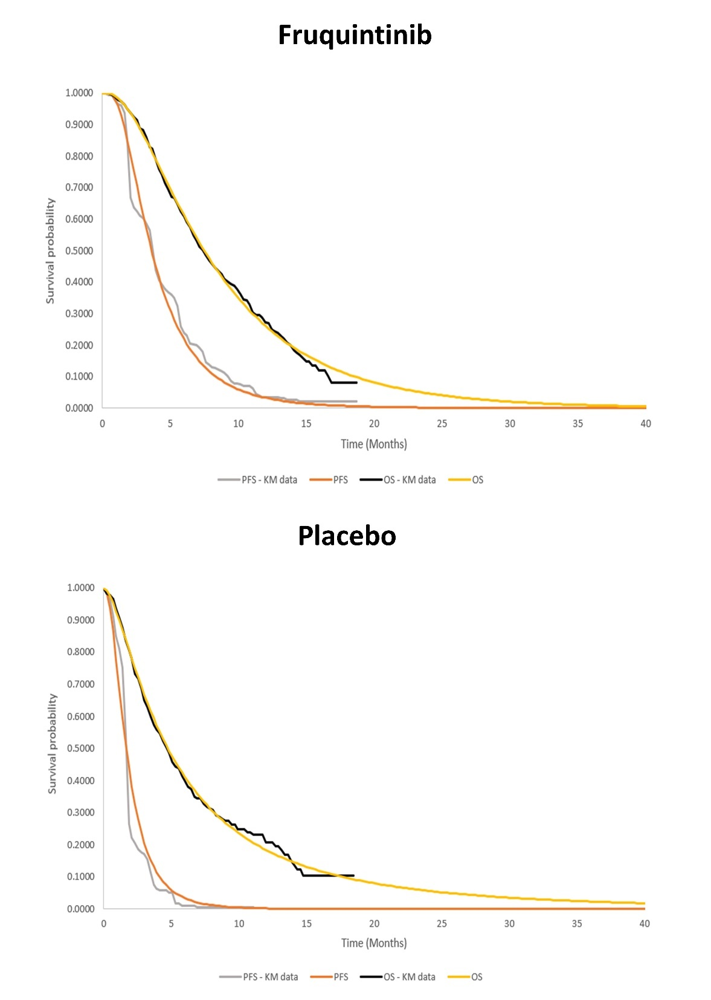 Fruquintinib
1.0000
0.9000
0.8000
0.7000
0.6000
0.5000
0.4000
0.3000
0.2000
0.1000
0.0000
Survival probability
0 5 10 15 20 25 30 35 40
Time (Months)
PFS - KM data PFS OS - KM data OS
Placebo
1.0000
0.9000
0.8000
0.7000
0.6000
0.5000
0.4000
0.3000
0.2000
0.1000
0.0000
Survival probability
0 5 10 15 20 25 30 35 40
Time (Months)
PFS - KM data PFS OS - KM data OS